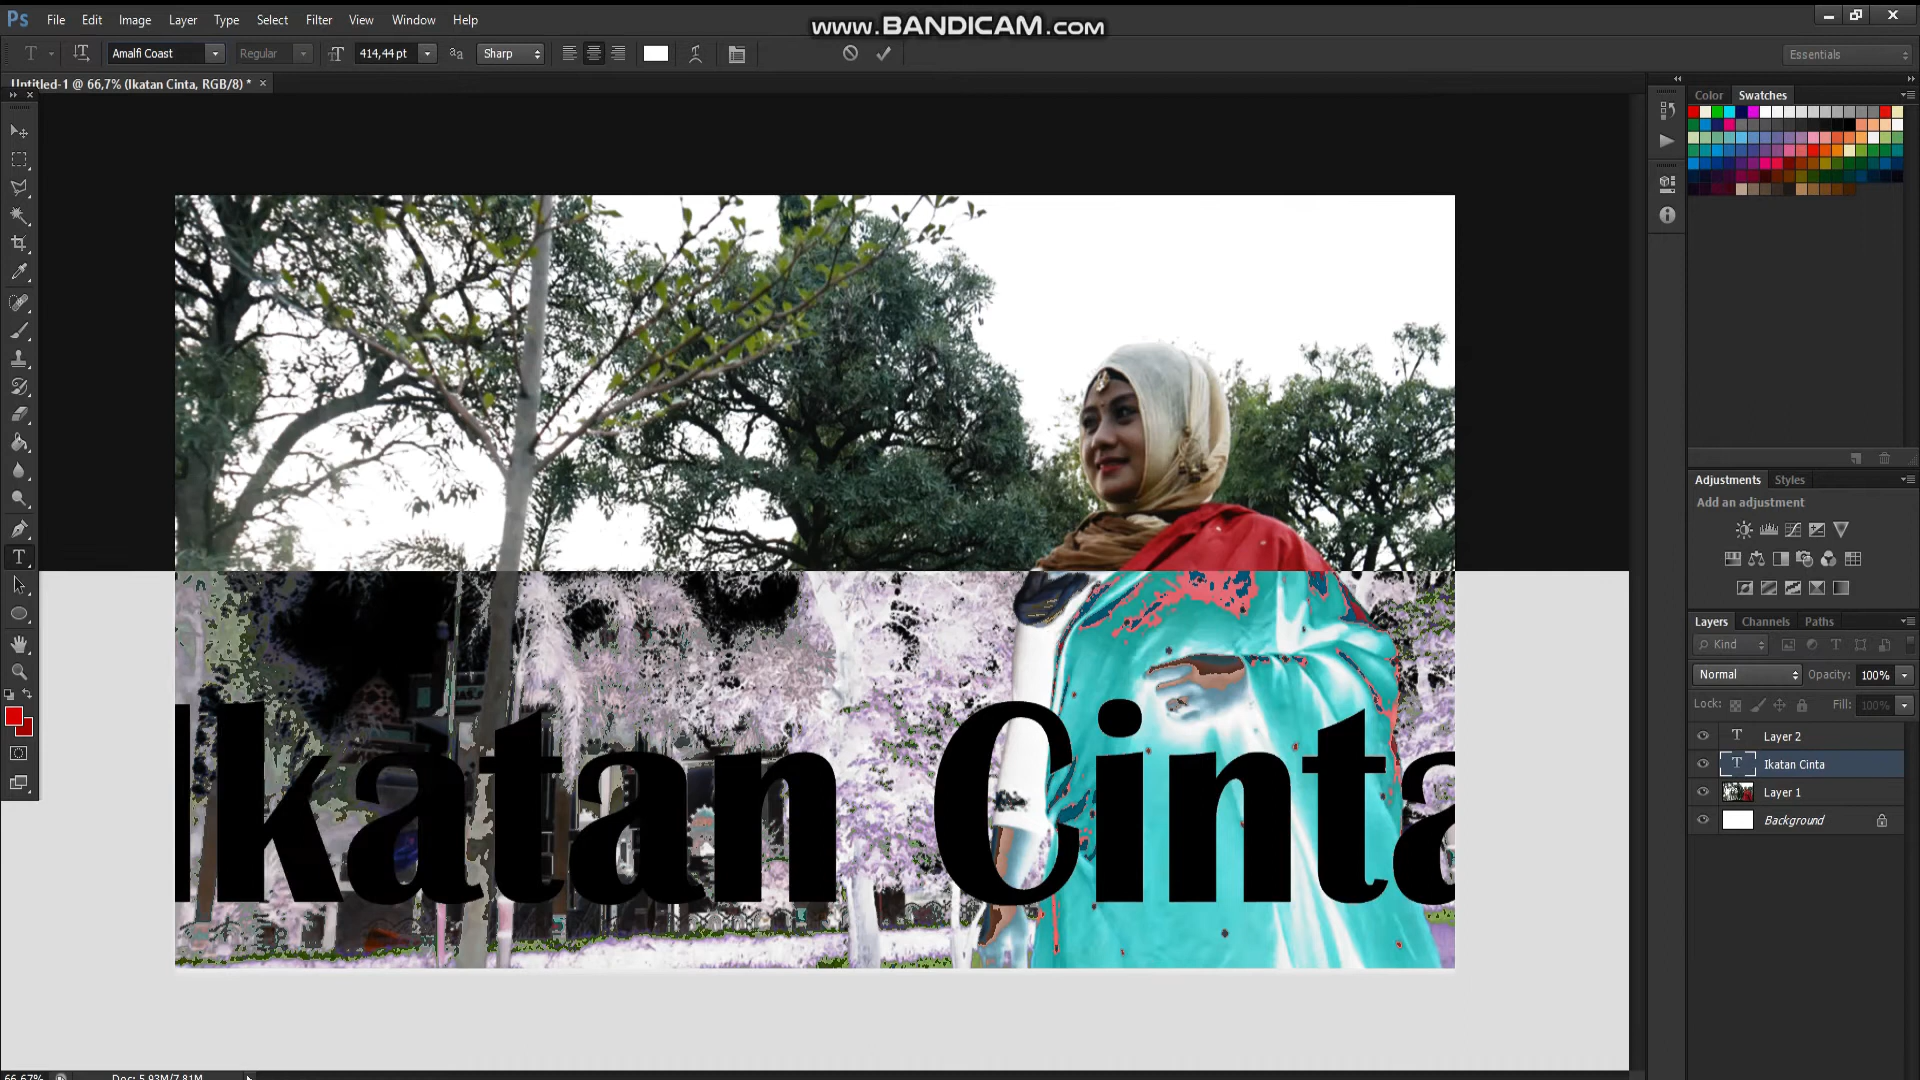 www.BANDICAM.com
Ps File Edit Image Layer Type Select Filter View Window Help
T Amalfi Coast Regular 414,44 pt Sharp Essentials
Untitled-1 @ 66,7% (Ikatan Cinta, RGB/8) *
Color Swatches
Adjustments Styles
Add an adjustment
Layers Channels Paths
Kind
Normal Opacity: 100%
Lock: Fill: 100%
T Layer 2
T Ikatan Cinta
Layer 1
Background
Ikatan Cinta
66,67% Doc: 5,93M/7,81M